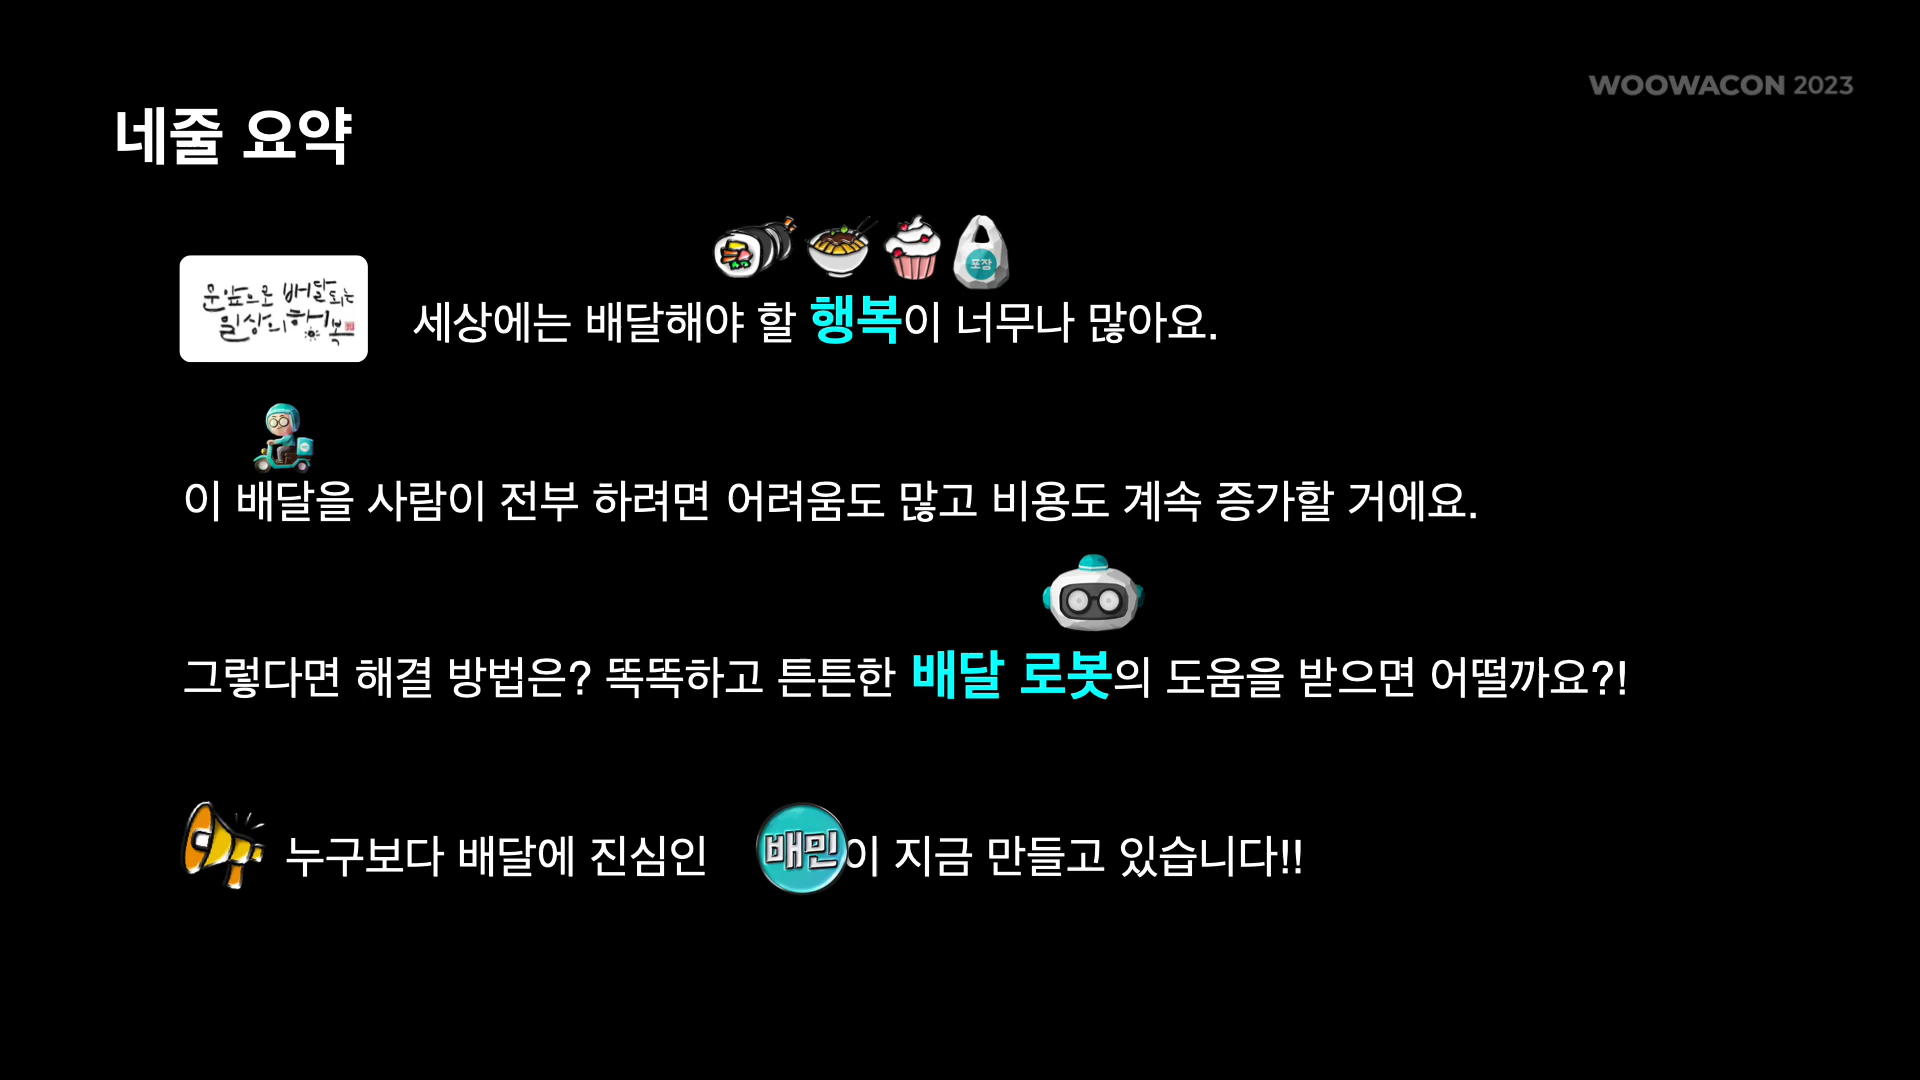 WOOWACON 2023
네줄 요약
포장
문앞으로 배달되는
일상의 행복
세상에는 배달해야 할 행복이 너무나 많아요.
이 배달을 사람이 전부 하려면 어려움도 많고 비용도 계속 증가할 거에요.
그렇다면 해결 방법은? 똑똑하고 튼튼한 배달 로봇의 도움을 받으면 어떨까요?!
누구보다 배달에 진심인 배민이 지금 만들고 있습니다!!